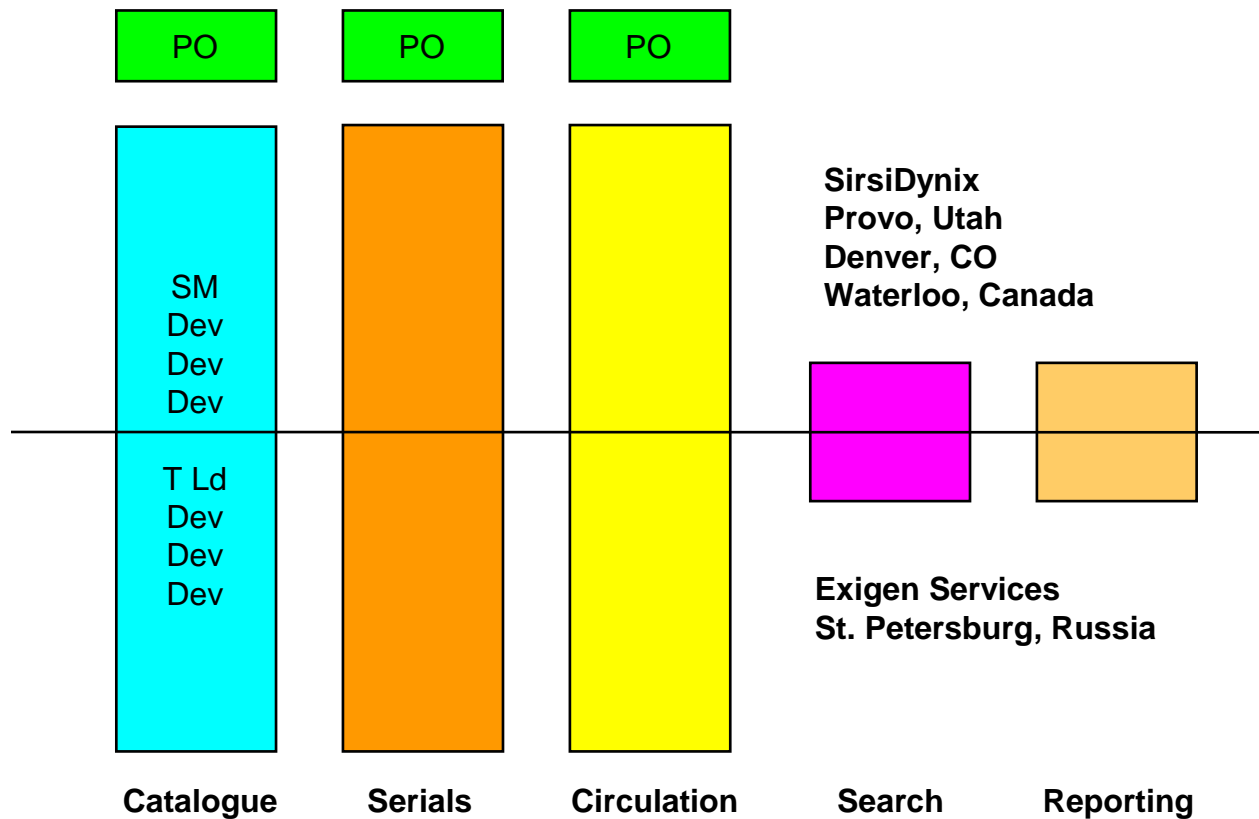 PO
PO
PO
SirsiDynix
Provo, Utah
Denver, CO
Waterloo, Canada
SM
Dev
Dev
Dev
T Ld
Dev
Dev
Dev
Exigen Services
St. Petersburg, Russia
Catalogue
Serials
Circulation
Search
Reporting